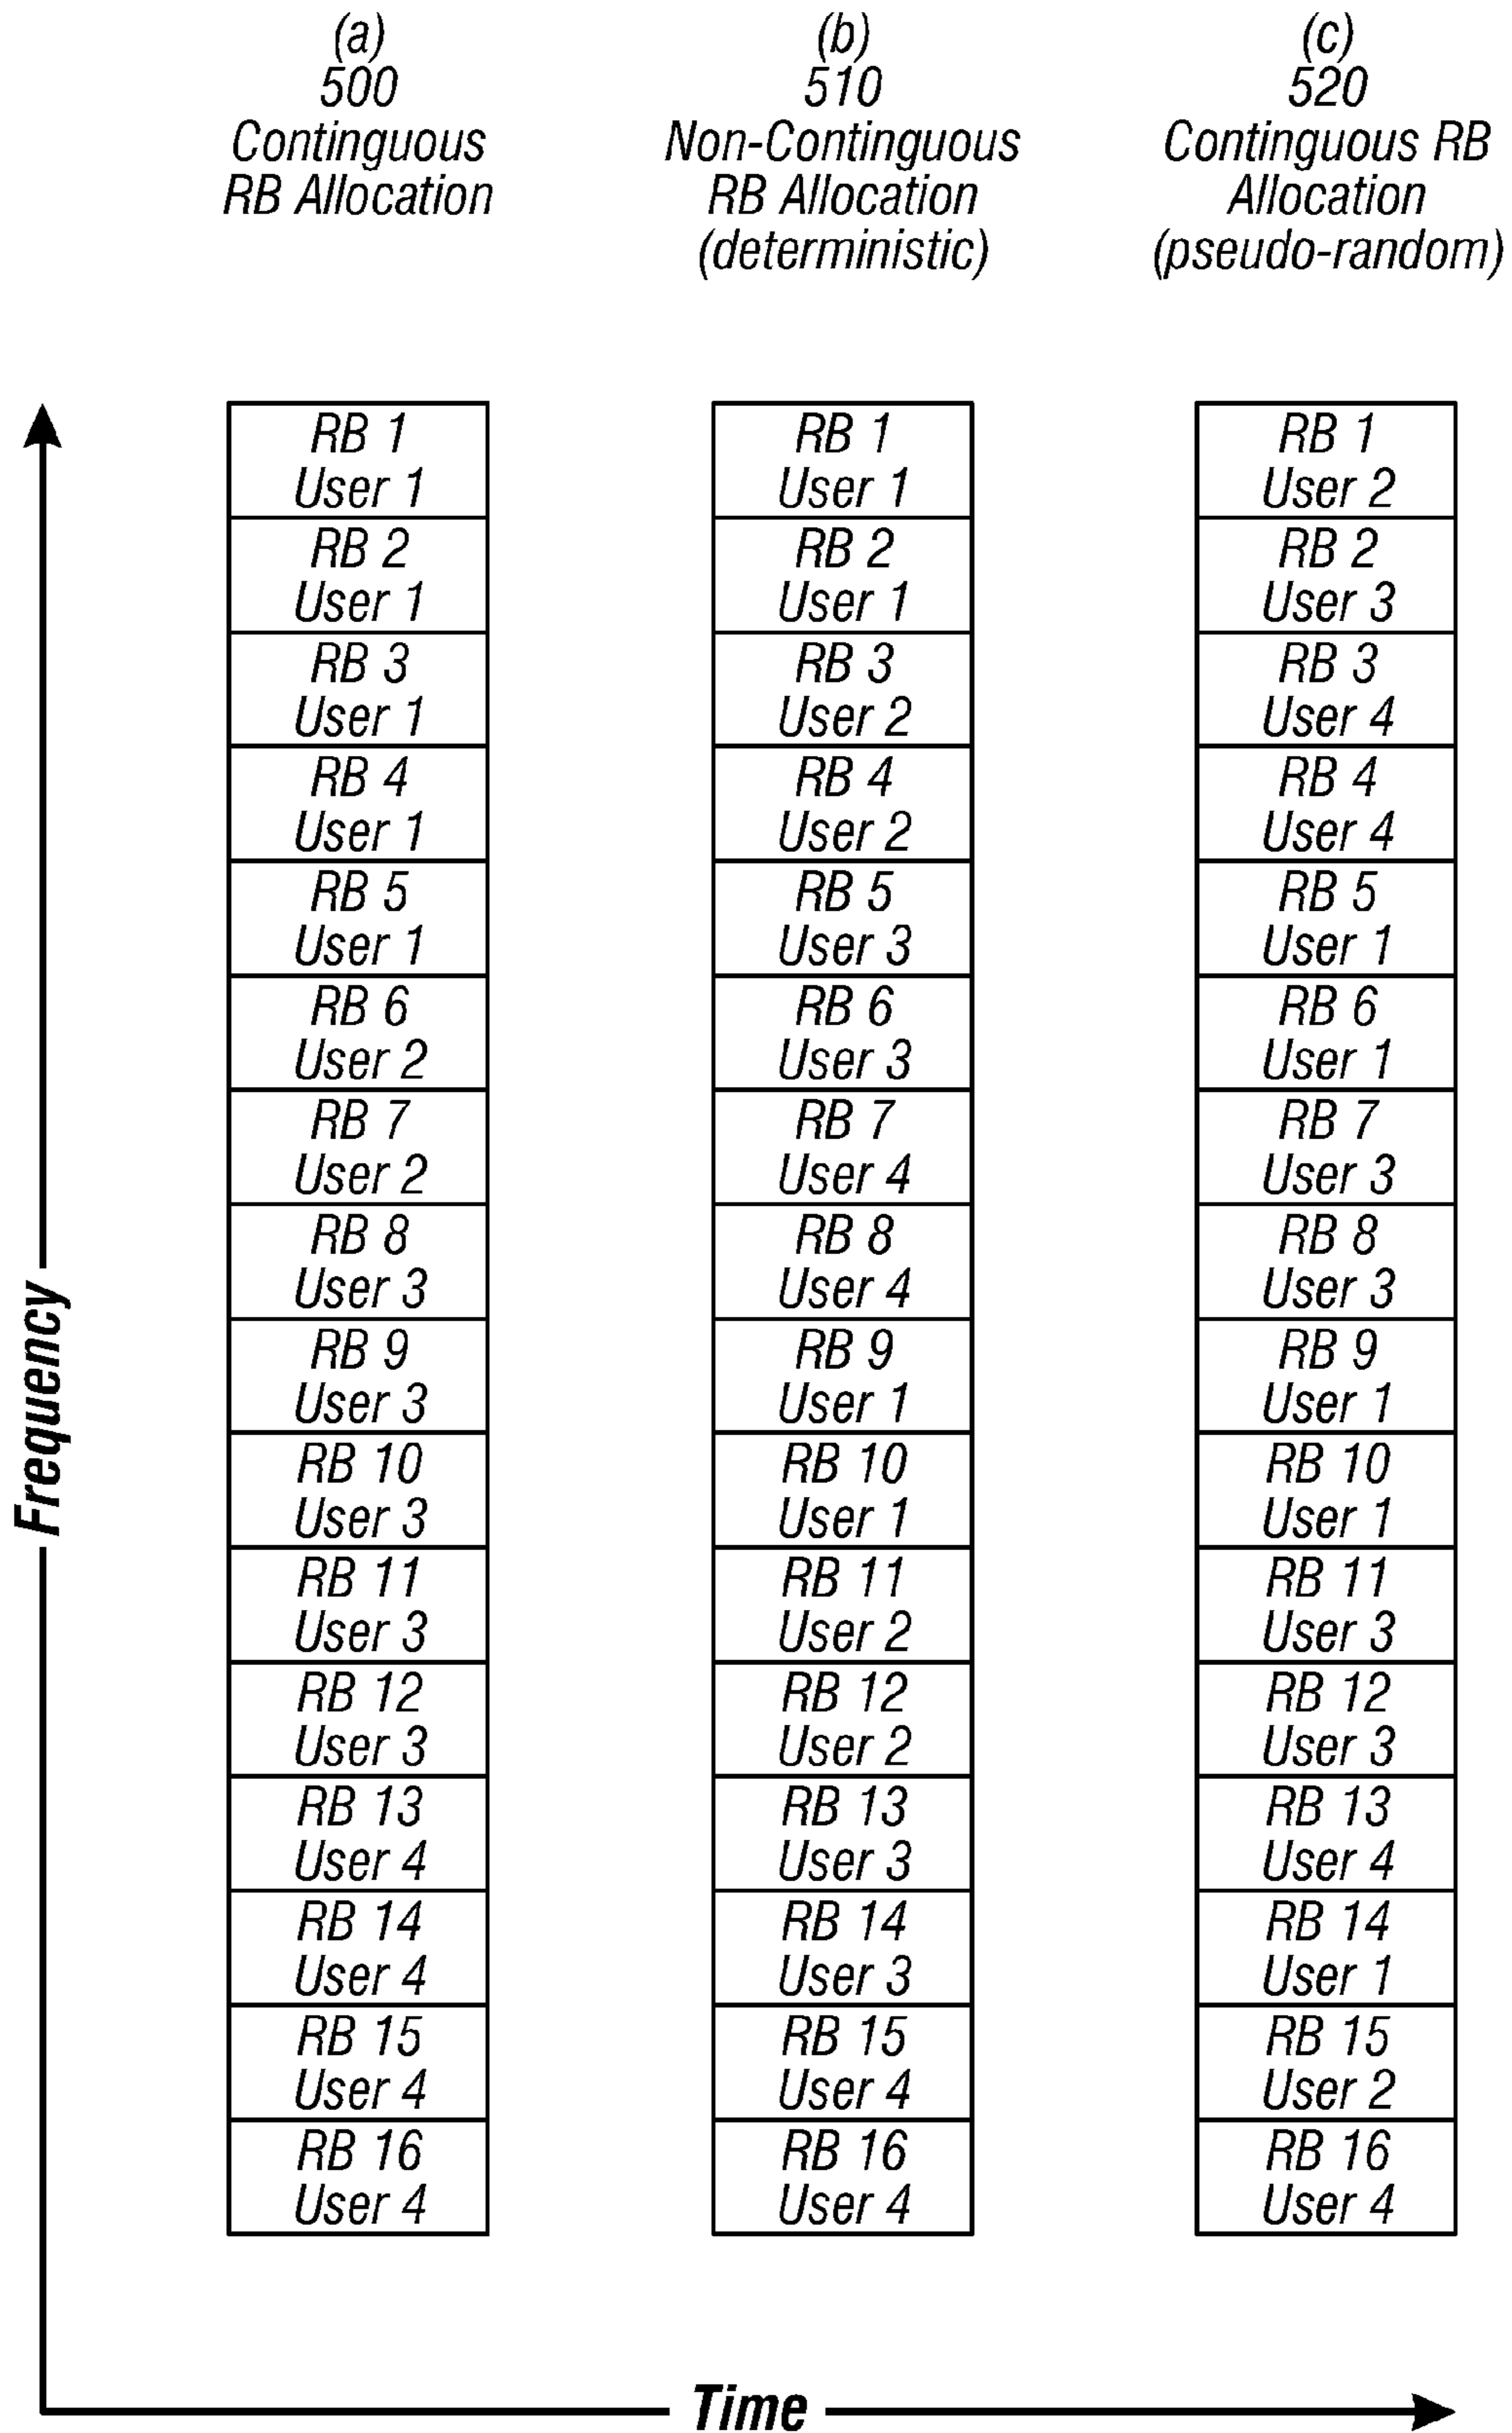 (a)
500
Continguous
RB Allocation
(b)
510
Non-Continguous
RB Allocation
(deterministic)
(c)
520
Continguous RB
Allocation
(pseudo-random)
Frequency
RB 1
User 1
RB 2
User 1
RB 3
User 1
RB 4
User 1
RB 5
User 1
RB 6
User 2
RB 7
User 2
RB 8
User 3
RB 9
User 3
RB 10
User 3
RB 11
User 3
RB 12
User 3
RB 13
User 4
RB 14
User 4
RB 15
User 4
RB 16
User 4
RB 1
User 1
RB 2
User 1
RB 3
User 2
RB 4
User 2
RB 5
User 3
RB 6
User 3
RB 7
User 4
RB 8
User 4
RB 9
User 1
RB 10
User 1
RB 11
User 2
RB 12
User 2
RB 13
User 3
RB 14
User 3
RB 15
User 4
RB 16
User 4
RB 1
User 2
RB 2
User 3
RB 3
User 4
RB 4
User 4
RB 5
User 1
RB 6
User 1
RB 7
User 3
RB 8
User 3
RB 9
User 1
RB 10
User 1
RB 11
User 3
RB 12
User 3
RB 13
User 4
RB 14
User 1
RB 15
User 2
RB 16
User 4
Time